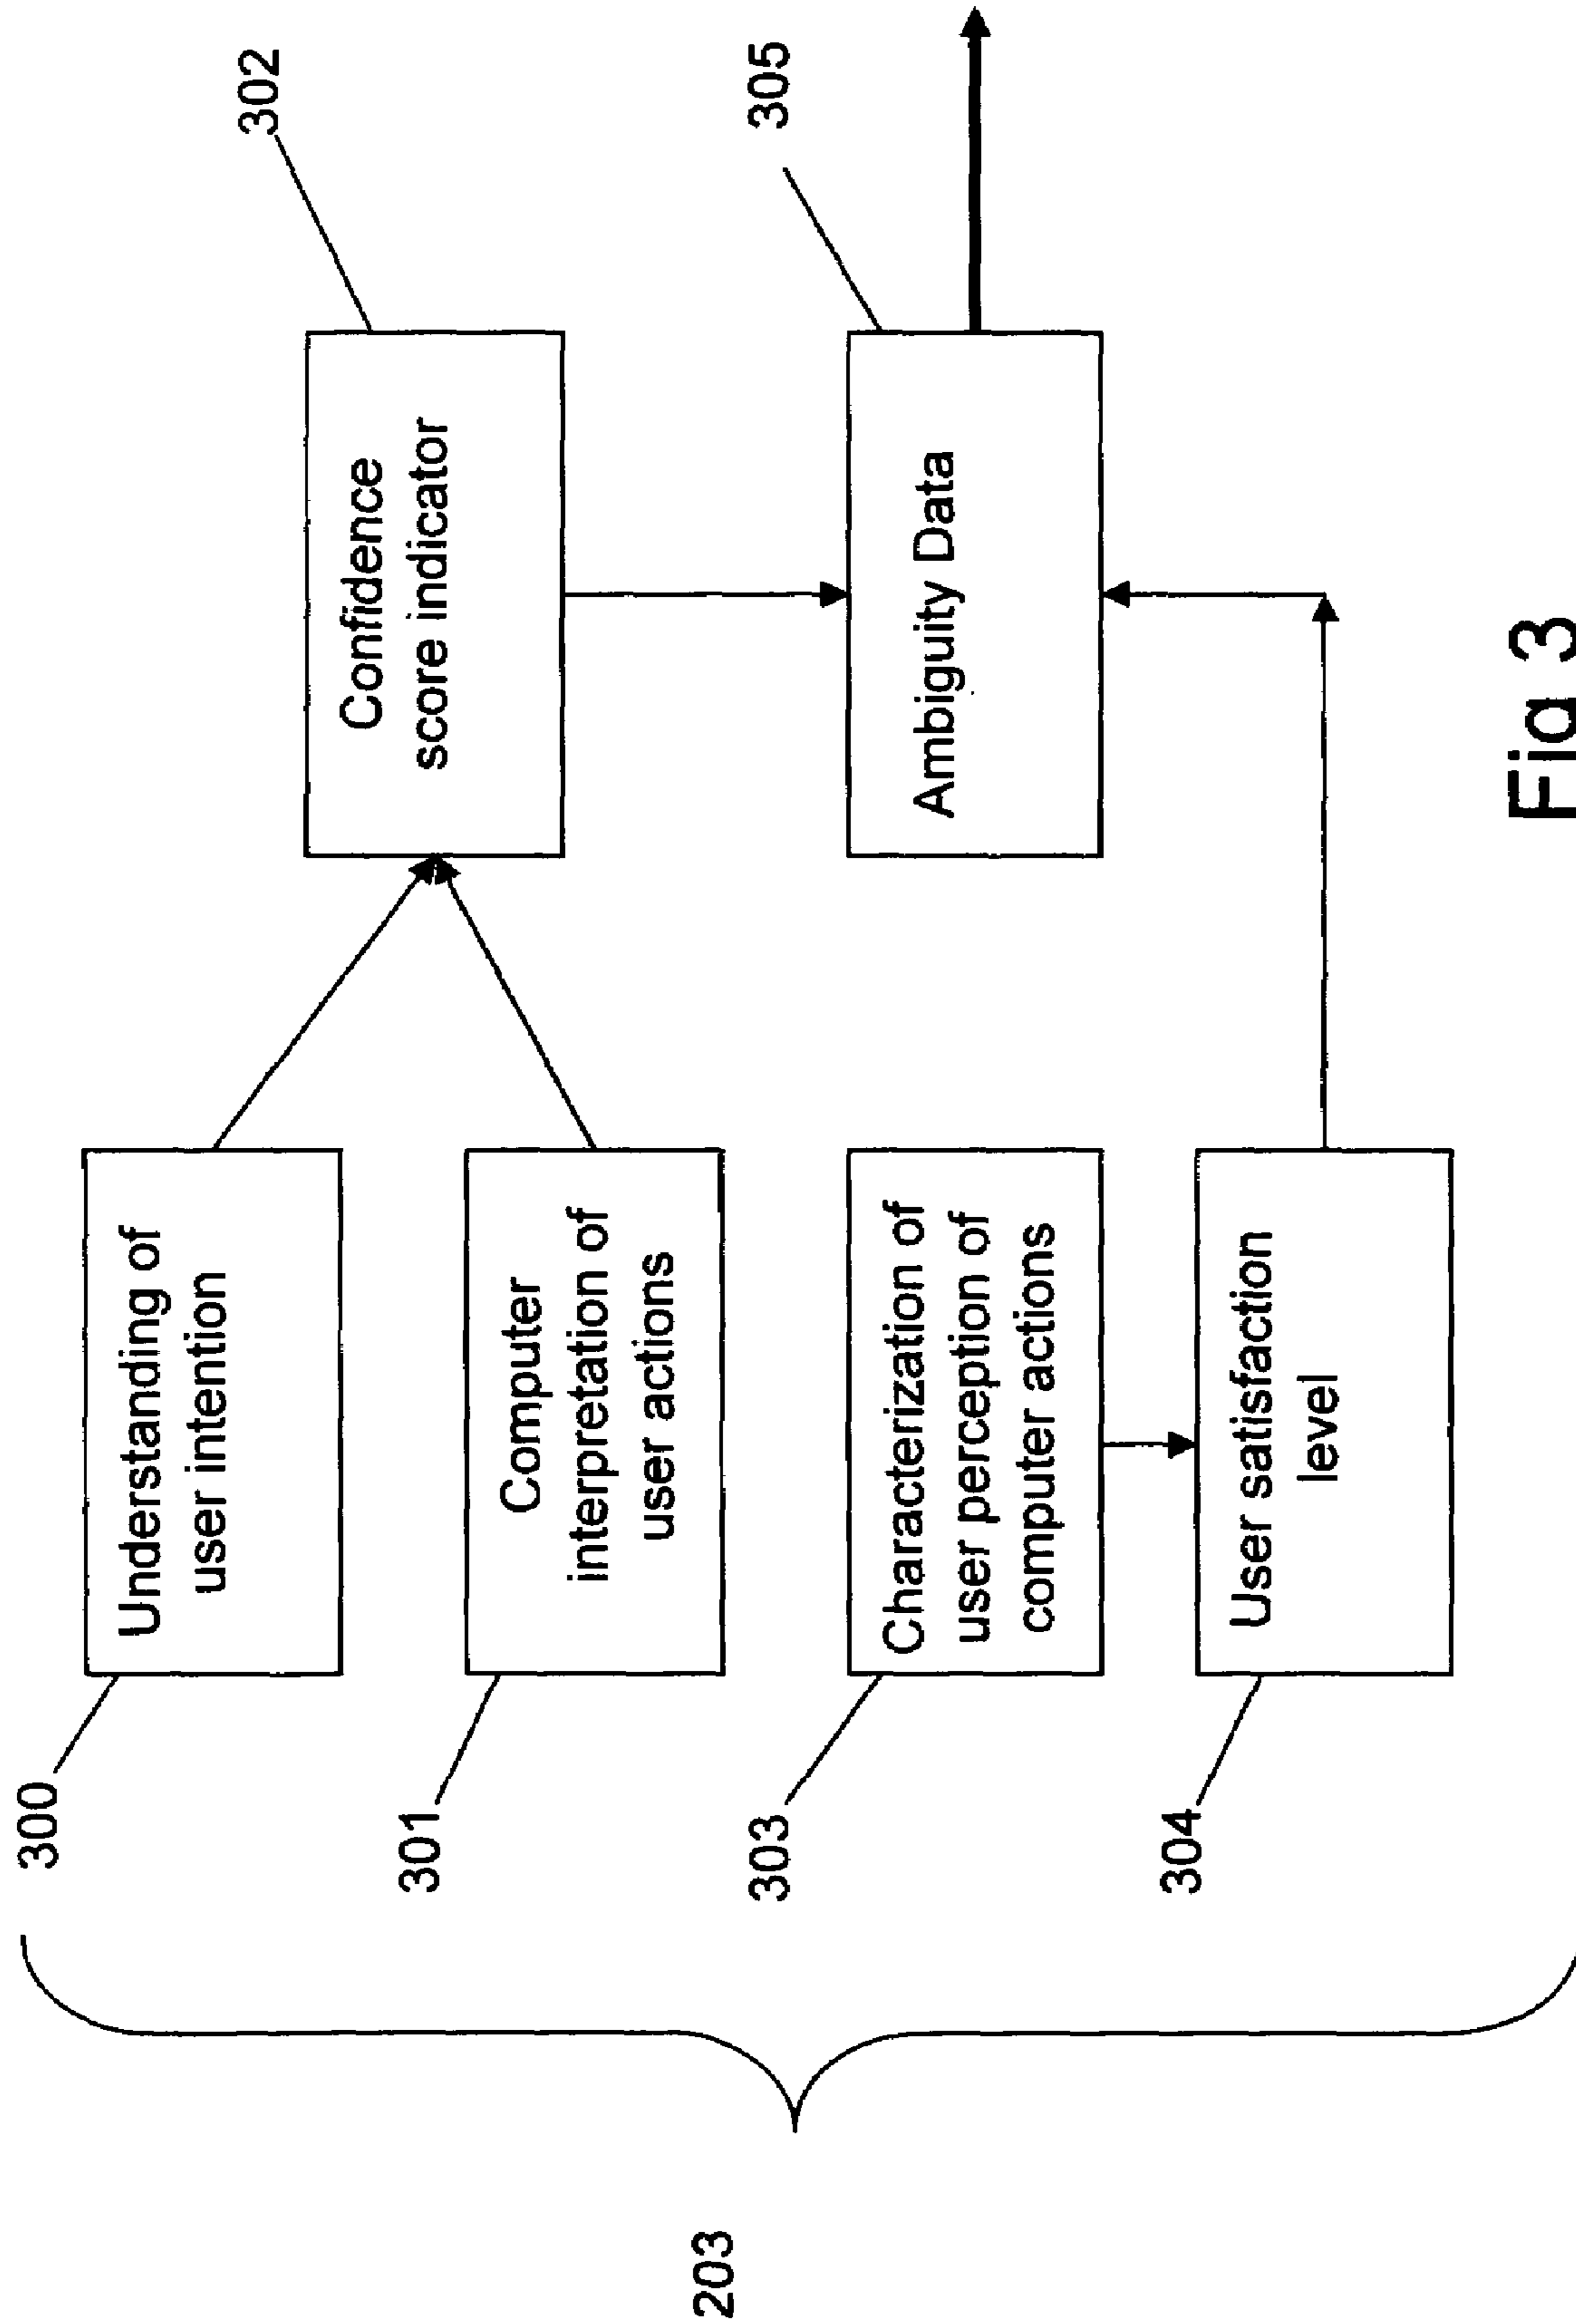 203
300
Understanding of
user intention
301
Computer
interpretation of
user actions
303
Characterization of
user perception of
computer actions
304
User satisfaction
level
302
Confidence
score indicator
305
Ambiguity Data
Fig 3